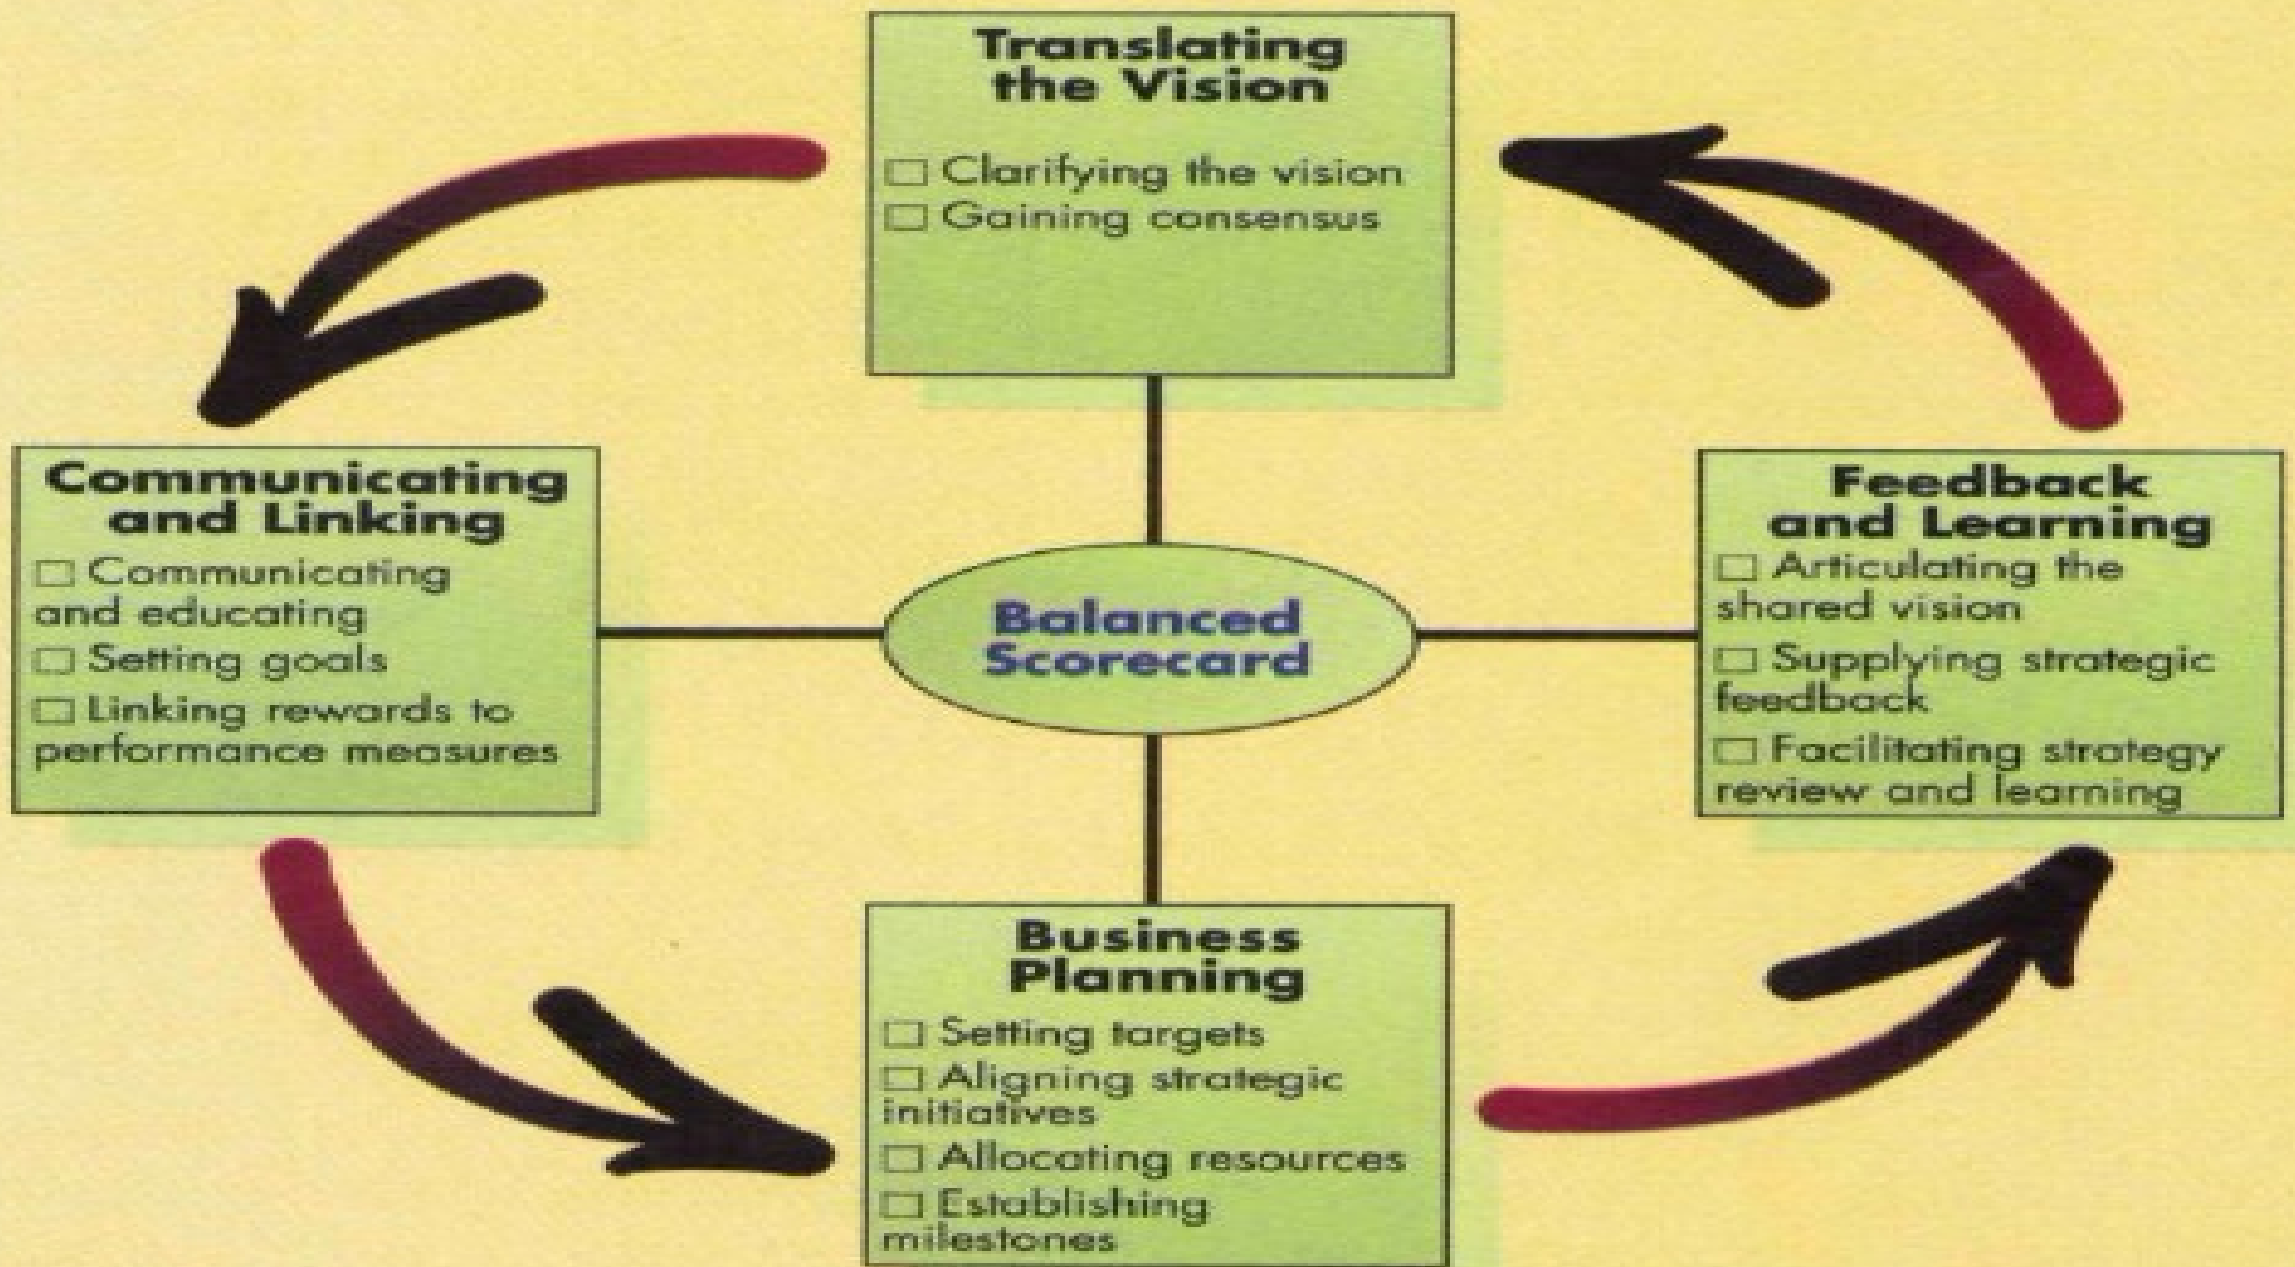 Translating
the Vision
☐ Clarifying the vision
☐ Gaining consensus
Communicating
and Linking
☐ Communicating
and educating
☐ Setting goals
☐ Linking rewards to
performance measures
Balanced
Scorecard
Feedback
and Learning
☐ Articulating the
shared vision
☐ Supplying strategic
feedback
☐ Facilitating strategy
review and learning
Business
Planning
☐ Setting targets
☐ Aligning strategic
initiatives
☐ Allocating resources
☐ Establishing
milestones